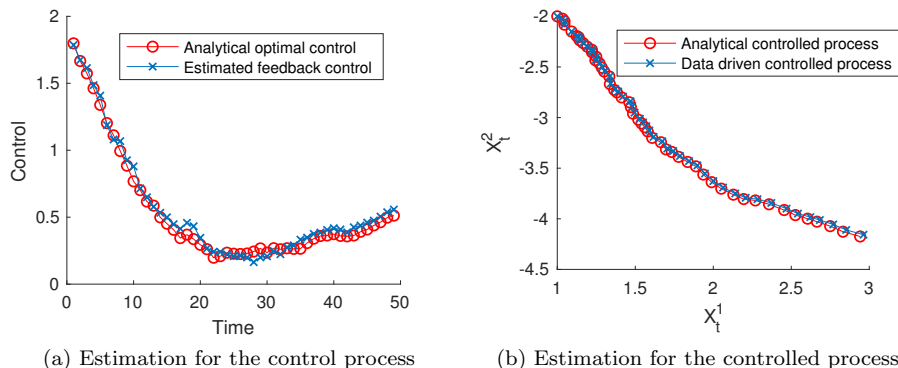 2
1.5
1
0.5
0
0
10
20
30
40
50
Control
Time
Analytical optimal control
Estimated feedback control
(a) Estimation for the control process
-2
-2.5
-3
-3.5
-4
-4.5
1
1.5
2
2.5
3
X_t^2
X_t^1
Analytical controlled process
Data driven controlled process
(b) Estimation for the controlled process